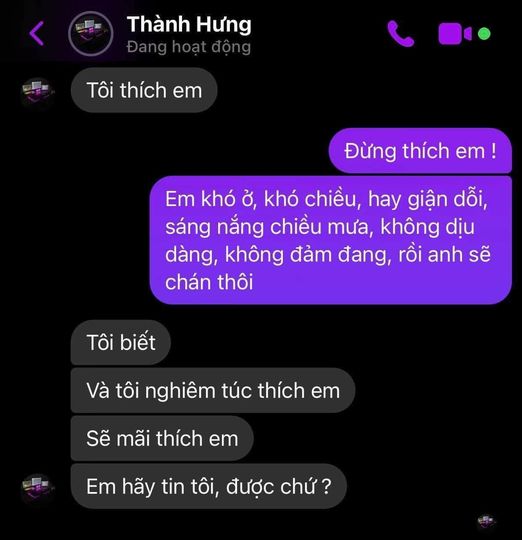 Thành Hưng
Đang hoạt động
Tôi thích em
Đừng thích em !
Em khó ở, khó chiều, hay giận dỗi,
sáng nắng chiều mưa, không dịu
dàng, không đảm đang, rồi anh sẽ
chán thôi
Tôi biết
Và tôi nghiêm túc thích em
Sẽ mãi thích em
Em hãy tin tôi, được chứ ?